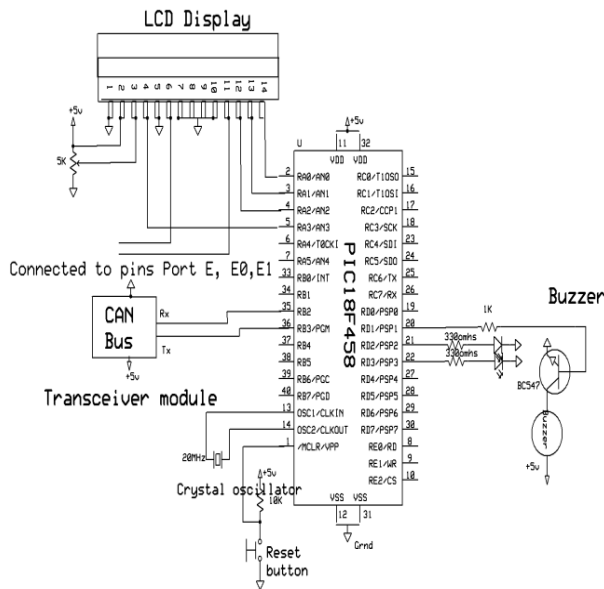 LCD Display
1 2 3 4 5 6 7 8 9 10 11 12 13 14
+5v
5K
+5v
U
11 32
VDD VDD
PIC18F458
2 RA0/AN0 RC0/T1OSO 15
3 RA1/AN1 RC1/T1OSI 16
4 RA2/AN2 RC2/CCP1 17
5 RA3/AN3 RC3/SCK 18
6 RA4/T0CKI RC4/SDI 23
7 RA5/AN4 RC5/SDO 24
33 RB0/INT RC6/TX 25
34 RB1 RC7/RX 26
35 RB2 RD0/PSP0 19
36 RB3/PGM RD1/PSP1 20
37 RB4 RD2/PSP2 21
38 RB5 RD3/PSP3 22
39 RB6/PGC RD4/PSP4 27
40 RB7/PGD RD5/PSP5 28
13 OSC1/CLKIN RD6/PSP6 29
14 OSC2/CLKOUT RD7/PSP7 30
1 /MCLR/VPP RE0/RD 8
RE1/WR 9
RE2/CS 10
VSS VSS
12 31
Grnd
Connected to pins Port E, E0,E1
CAN
Bus
Rx
Tx
+5v
Transceiver module
20MHz
Crystal oscillator
+5v
10K
Reset
button
1K
330omhs
330omhs
Buzzer
BC547
Buzzer
+5v